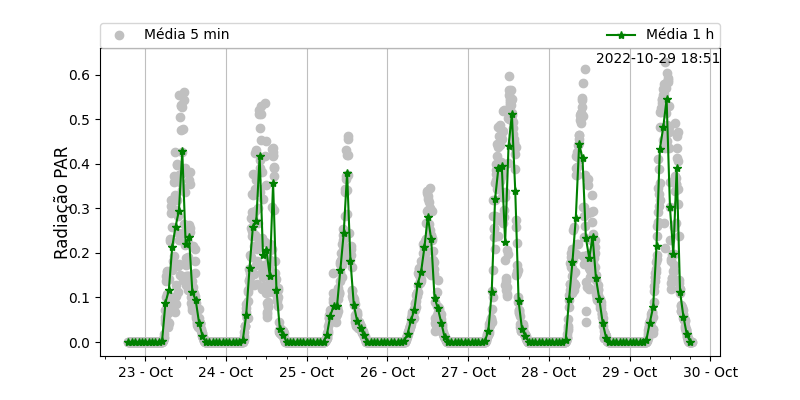 Média 5 min
Média 1 h
2022-10-29 18:51
Radiação PAR
0.6
0.5
0.4
0.3
0.2
0.1
0.0
23 - Oct
24 - Oct
25 - Oct
26 - Oct
27 - Oct
28 - Oct
29 - Oct
30 - Oct